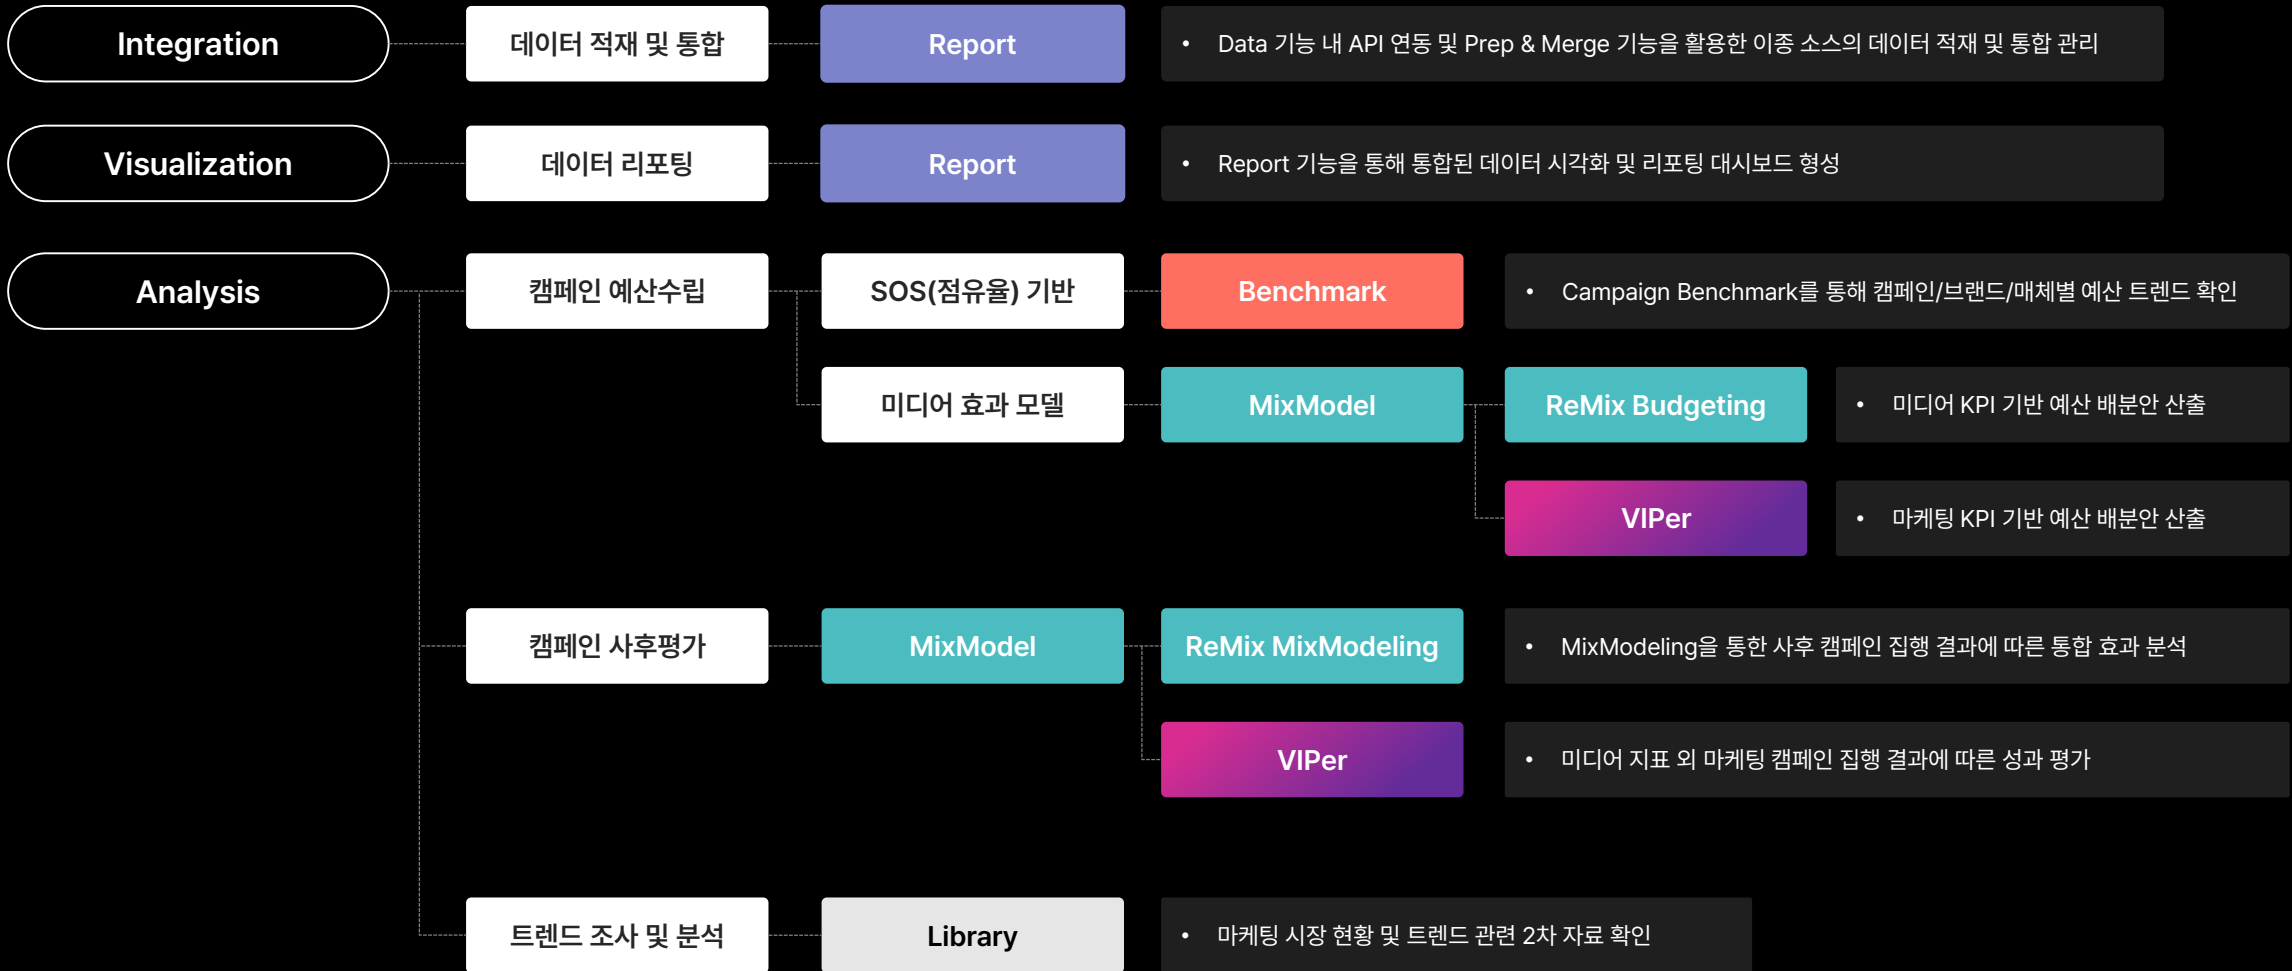 Integration
데이터 적재 및 통합
Report
• Data 기능 내 API 연동 및 Prep & Merge 기능을 활용한 이종 소스의 데이터 적재 및 통합 관리
Visualization
데이터 리포팅
Report
• Report 기능을 통해 통합된 데이터 시각화 및 리포팅 대시보드 형성
Analysis
캠페인 예산수립
SOS(점유율) 기반
Benchmark
• Campaign Benchmark를 통해 캠페인/브랜드/매체별 예산 트렌드 확인
미디어 효과 모델
MixModel
ReMix Budgeting
• 미디어 KPI 기반 예산 배분안 산출
VIPer
• 마케팅 KPI 기반 예산 배분안 산출
캠페인 사후평가
MixModel
ReMix MixModeling
• MixModeling을 통한 사후 캠페인 집행 결과에 따른 통합 효과 분석
VIPer
• 미디어 지표 외 마케팅 캠페인 집행 결과에 따른 성과 평가
트렌드 조사 및 분석
Library
• 마케팅 시장 현황 및 트렌드 관련 2차 자료 확인